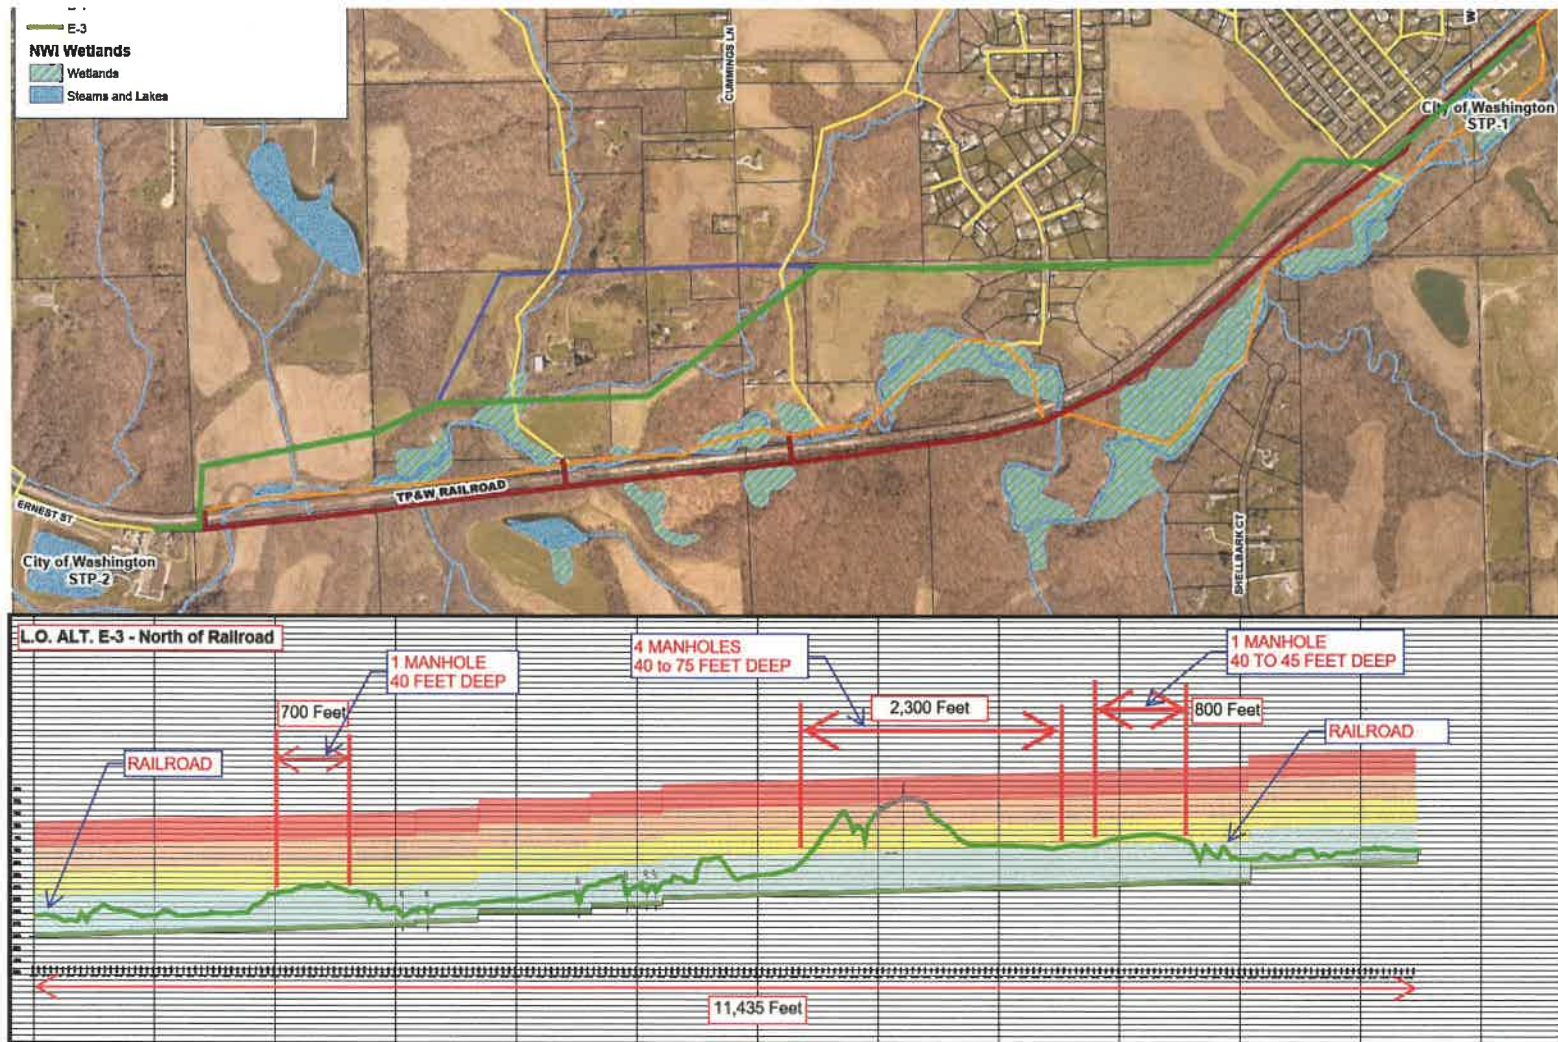 E-3
NWI Wetlands
Wetlands
Steams and Lakes
CUMMINGS LN
W
City of Washington
STP-1
TP&W RAILROAD
ERNEST ST
City of Washington
STP-2
SHELLBARK CT
L.O. ALT. E-3 - North of Railroad
1 MANHOLE
40 FEET DEEP
4 MANHOLES
40 to 75 FEET DEEP
1 MANHOLE
40 TO 45 FEET DEEP
700 Feet
2,300 Feet
800 Feet
RAILROAD
RAILROAD
11,435 Feet